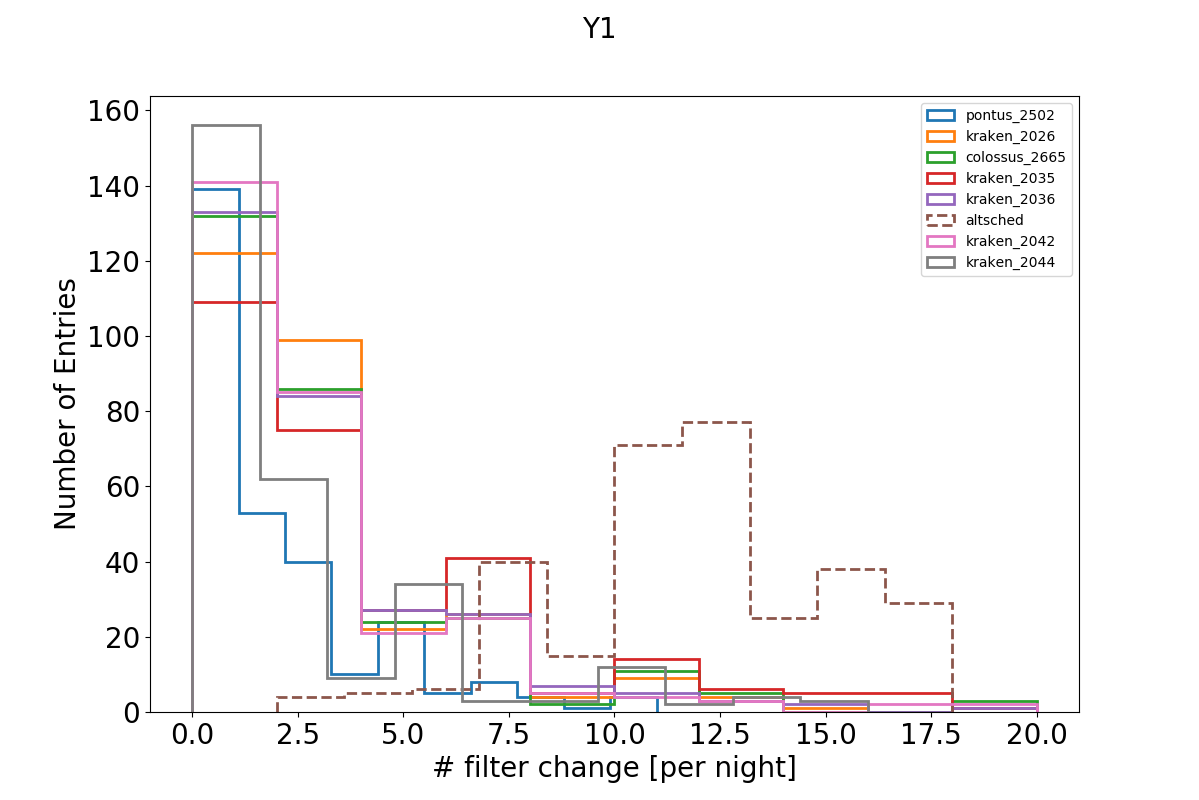 Y1
160
140
120
100
80
60
40
20
0
Number of Entries
pontus_2502
kraken_2026
colossus_2665
kraken_2035
kraken_2036
altsched
kraken_2042
kraken_2044
0.0 2.5 5.0 7.5 10.0 12.5 15.0 17.5 20.0
# filter change [per night]